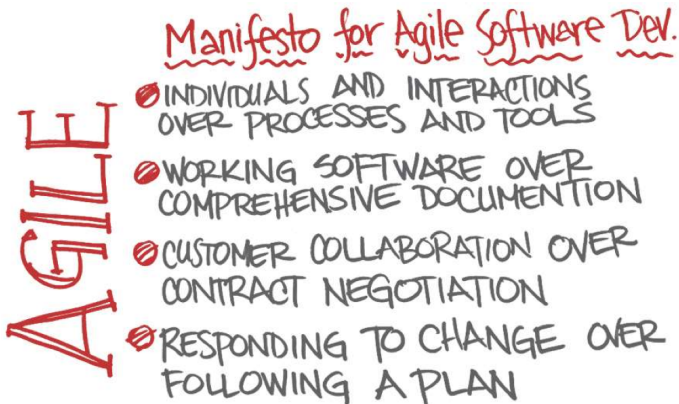 Manifesto for Agile Software Dev.
AGILE
INDIVIDUALS AND INTERACTIONS
OVER PROCESSES AND TOOLS
WORKING SOFTWARE OVER
COMPREHENSIVE DOCUMENTION
CUSTOMER COLLABORATION OVER
CONTRACT NEGOTIATION
RESPONDING TO CHANGE OVER
FOLLOWING A PLAN